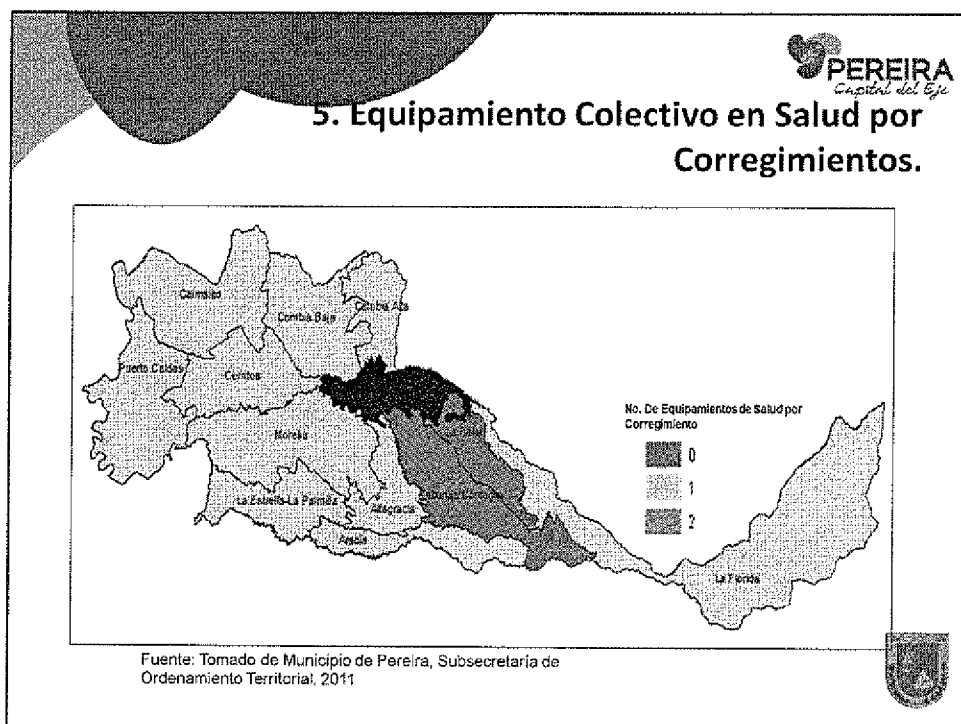 PEREIRA
Capital del Eje
5. Equipamiento Colectivo en Salud por
Corregimientos.
Caimalito
Combia Baja
Combia Alta
Puerto Caldas
Cerritos
Morelia
La Estrella-La Palmilla
Altagracia
Arabia
La Florida
No. De Equipamientos de Salud por
Corregimiento
0
1
2
Fuente: Tomado de Municipio de Pereira, Subsecretaría de
Ordenamiento Territorial, 2011